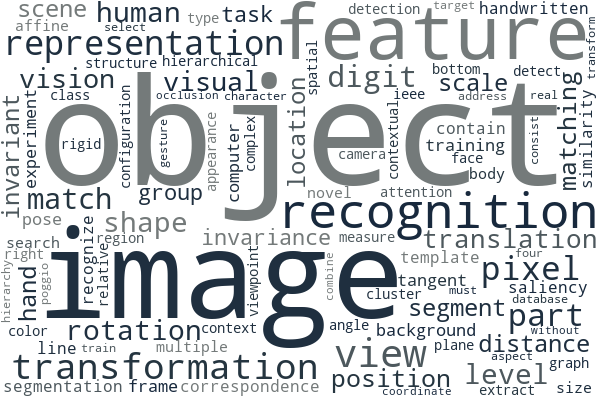 scene human task feature detection target handwritten
affine type select transform
representation
structure hierarchical spatial
vision visual digit scale bottom detect
class occlusion character ieee address real
object
invariant experiment rigid configuration gesture appearance computer complex location camera contextual contain training face body consist matching similarity
match group novel attention
pose shape recognition
search region invariance measure translation
right recognize relative viewpoint combine template four
hierarchy poggio hand image tangent pixel
cluster must saliency database
color rotation context angle background segment part without
line train multiple view plane distance
transformation position level aspect graph
segmentation frame correspondence coordinate extract size